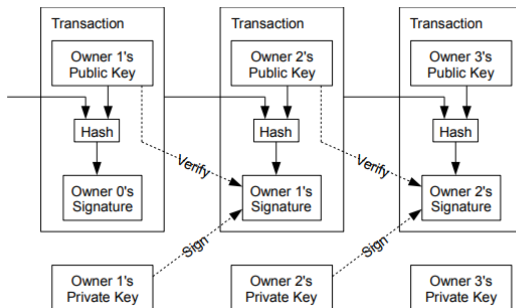 Transaction
Owner 1's
Public Key
Hash
Owner 0's
Signature
Transaction
Owner 2's
Public Key
Hash
Verify
Owner 1's
Signature
Transaction
Owner 3's
Public Key
Hash
Verify
Owner 2's
Signature
Sign
Sign
Owner 1's
Private Key
Owner 2's
Private Key
Owner 3's
Private Key